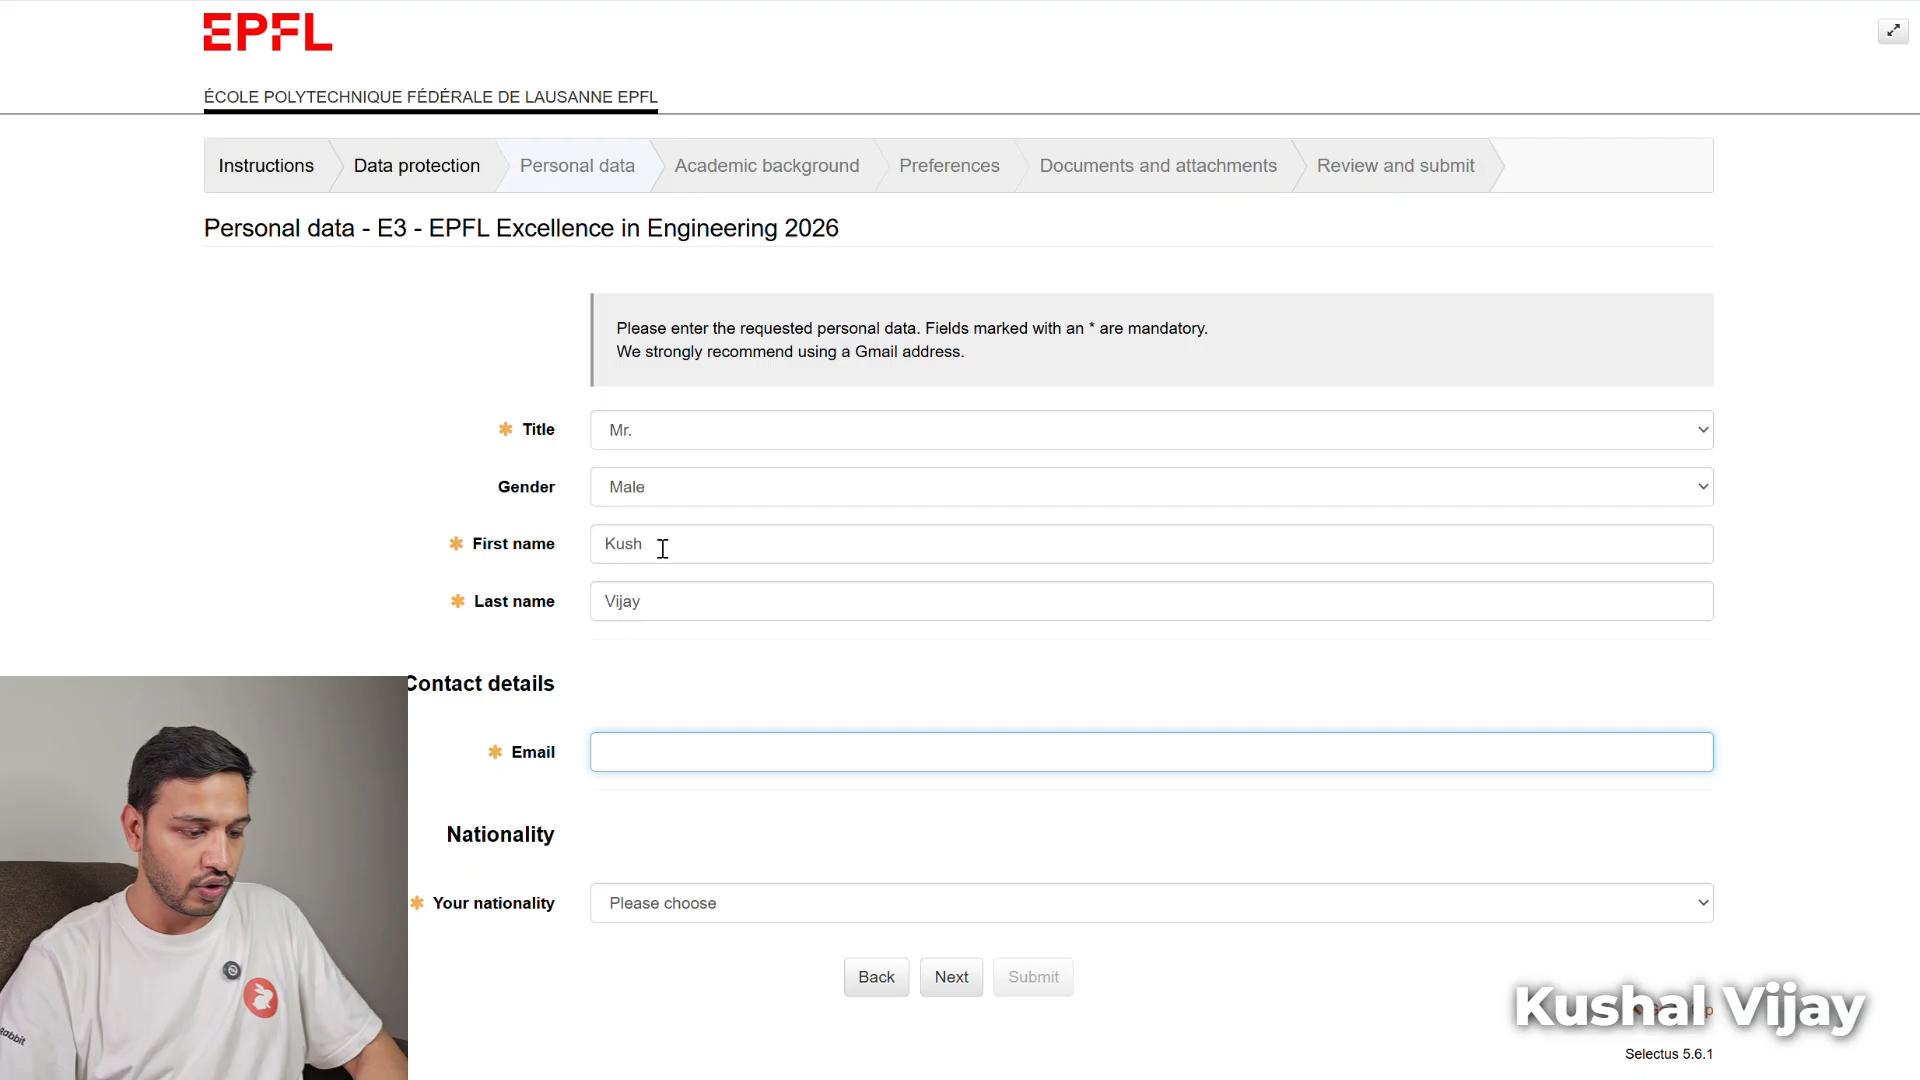 EPFL
ÉCOLE POLYTECHNIQUE FÉDÉRALE DE LAUSANNE EPFL
Instructions
Data protection
Personal data
Academic background
Preferences
Documents and attachments
Review and submit
Personal data - E3 - EPFL Excellence in Engineering 2026
Please enter the requested personal data. Fields marked with an * are mandatory.
We strongly recommend using a Gmail address.
* Title
Mr.
Gender
Male
* First name
Kush
* Last name
Vijay
Contact details
* Email
Nationality
* Your nationality
Please choose
Back
Next
Submit
Kushal Vijay
Selectus 5.6.1
Rabbit